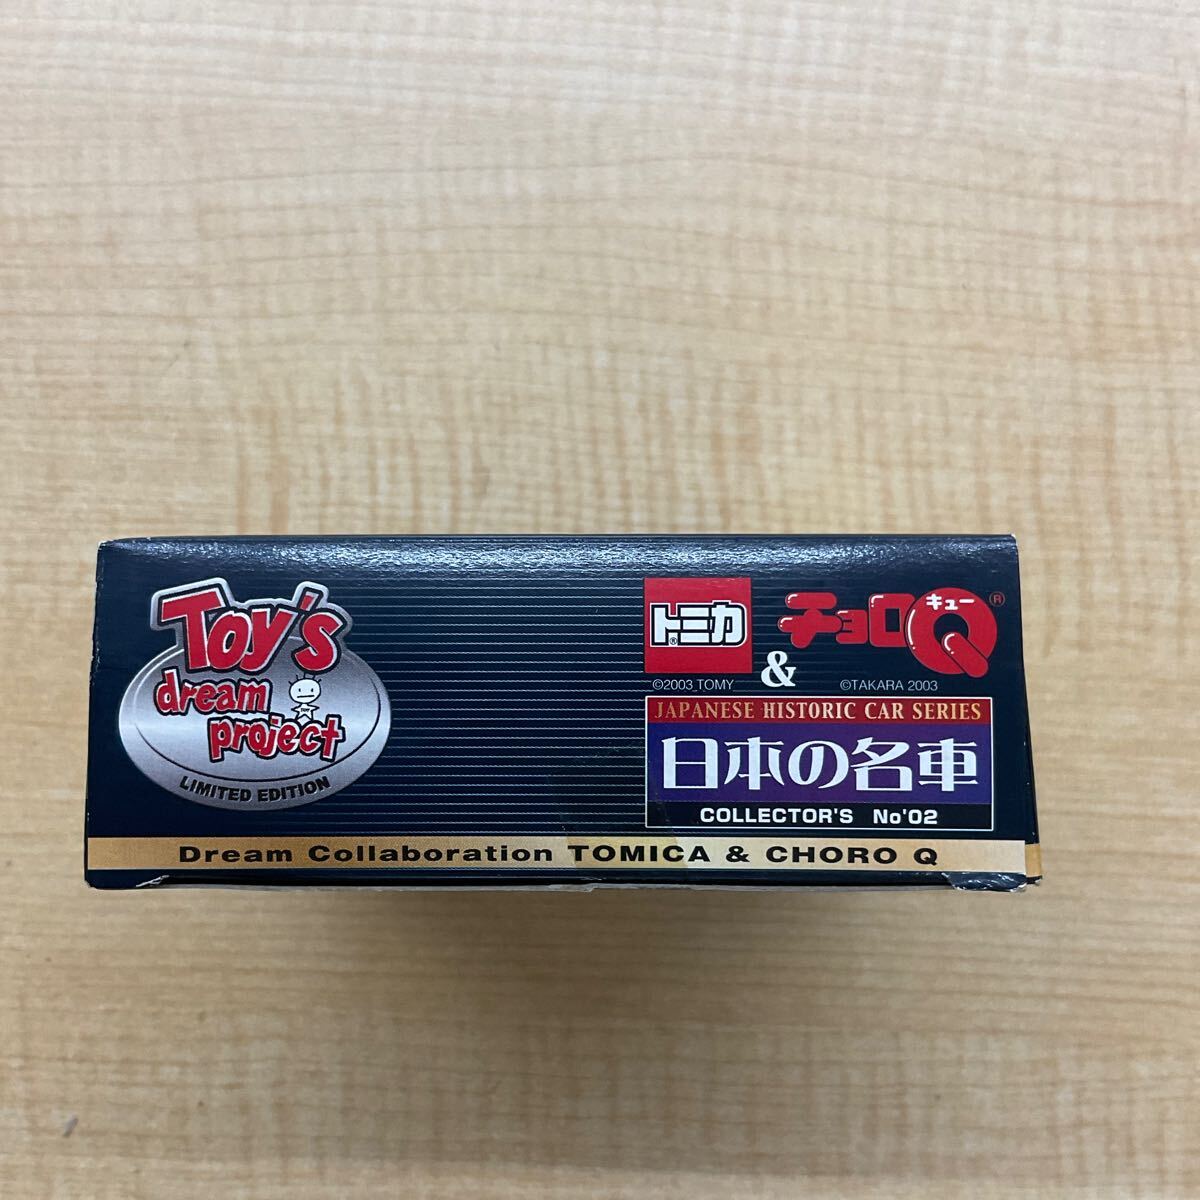 Toy's
dream
project
LIMITED EDITION
トミカ®
©2003 TOMY
&
チョロQ®
キュー
©TAKARA 2003
JAPANESE HISTORIC CAR SERIES
日本の名車
COLLECTOR'S No'02
Dream Collaboration TOMICA & CHORO Q